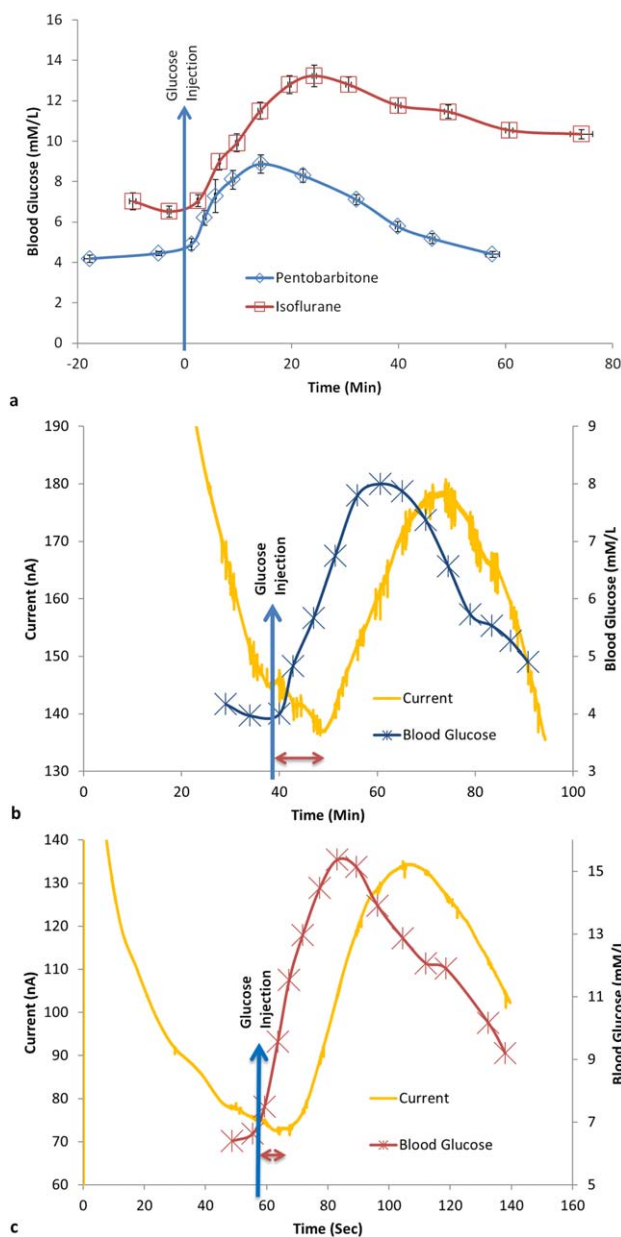 16
14
12
10
8
6
4
2
0
Blood Glucose (mM/L)
Glucose
Injection
Pentobarbitone
Isoflurane
-20 0 20 40 60 80
Time (Min)
a
190
180
170
160
150
140
130
Current (nA)
Glucose
Injection
9
8
7
6
5
4
3
Blood Glucose (mM/L)
Current
Blood Glucose
0 20 40 60 80 100
Time (Min)
b
140
130
120
110
100
90
80
70
60
Current (nA)
Glucose
Injection
15
13
11
9
7
5
Blood Glucose (mM/L)
Current
Blood Glucose
0 20 40 60 80 100 120 140 160
Time (Sec)
c